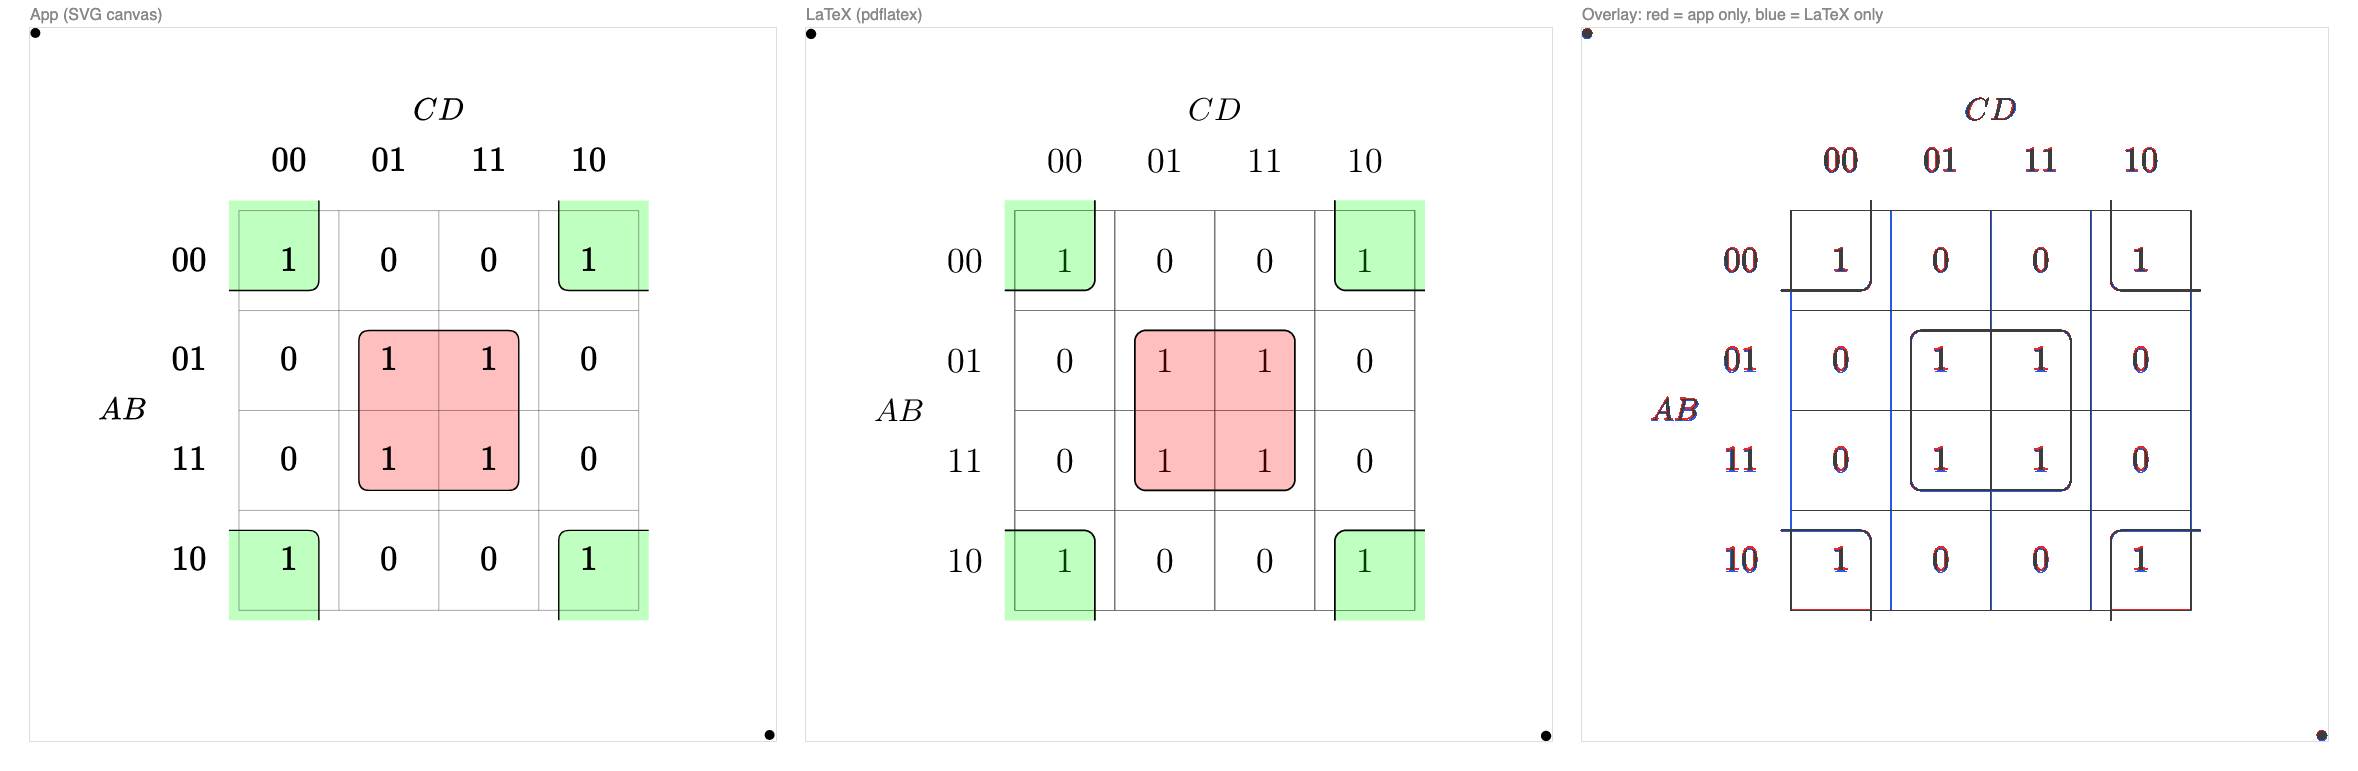 App (SVG canvas)
CD
00 01 11 10
00 1 0 0 1
01 0 1 1 0
AB
11 0 1 1 0
10 1 0 0 1
LaTeX (pdflatex)
CD
00 01 11 10
00 1 0 0 1
01 0 1 1 0
AB
11 0 1 1 0
10 1 0 0 1
Overlay: red = app only, blue = LaTeX only
CD
00 01 11 10
00 1 0 0 1
01 0 1 1 0
AB
11 0 1 1 0
10 1 0 0 1